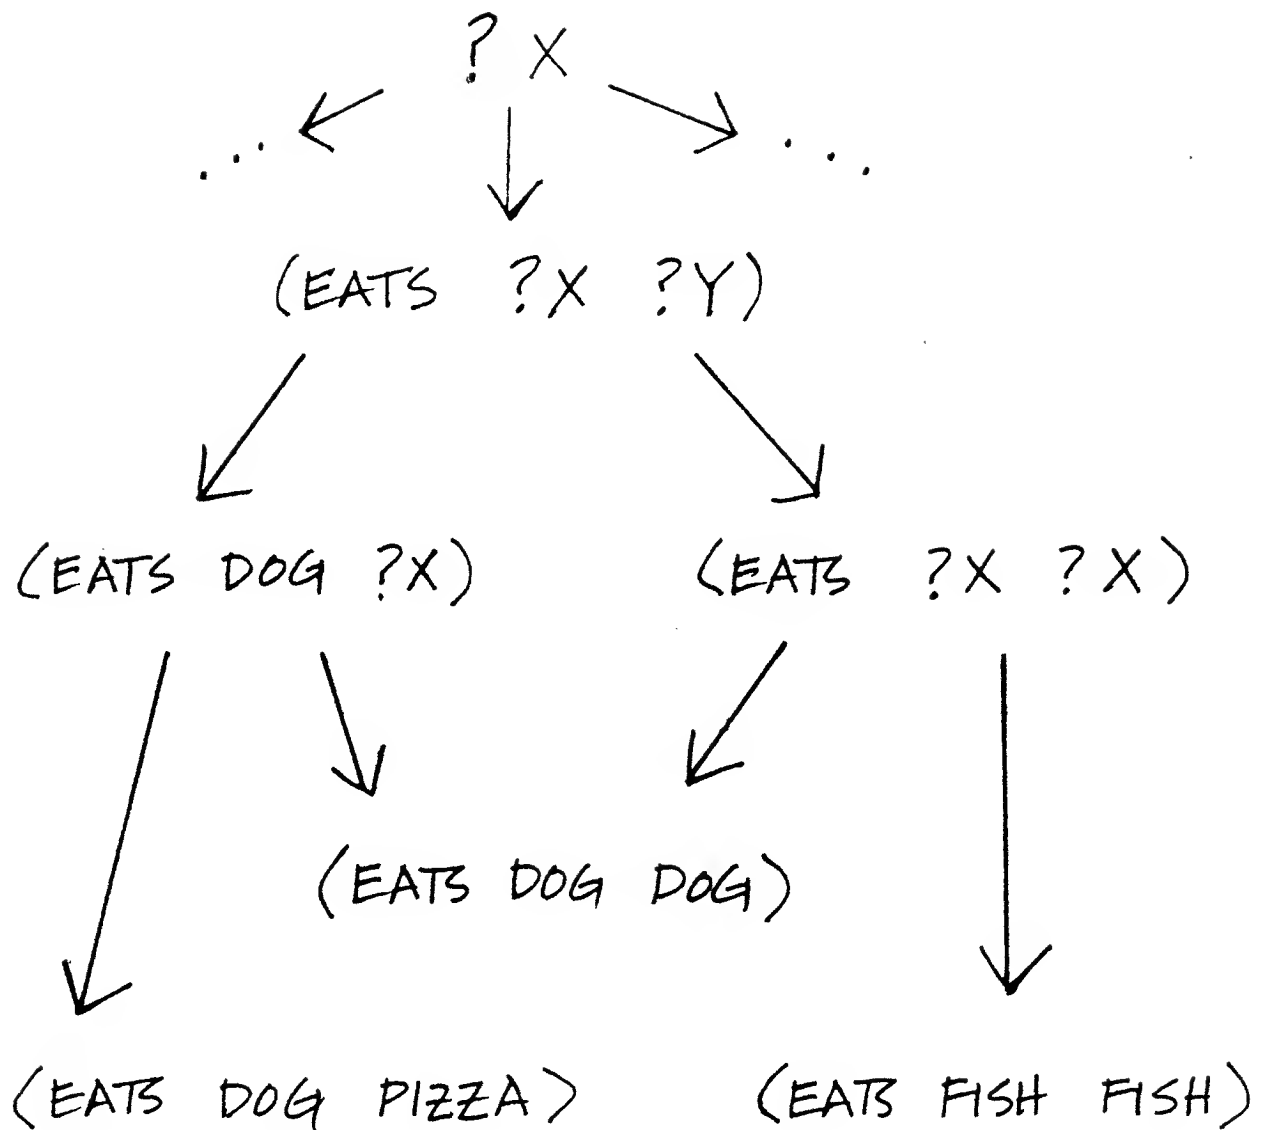 ?X
... ...
(EATS ?X ?Y)
(EATS DOG ?X) (EATS ?X ?X)
(EATS DOG DOG)
(EATS DOG PIZZA) (EATS FISH FISH)